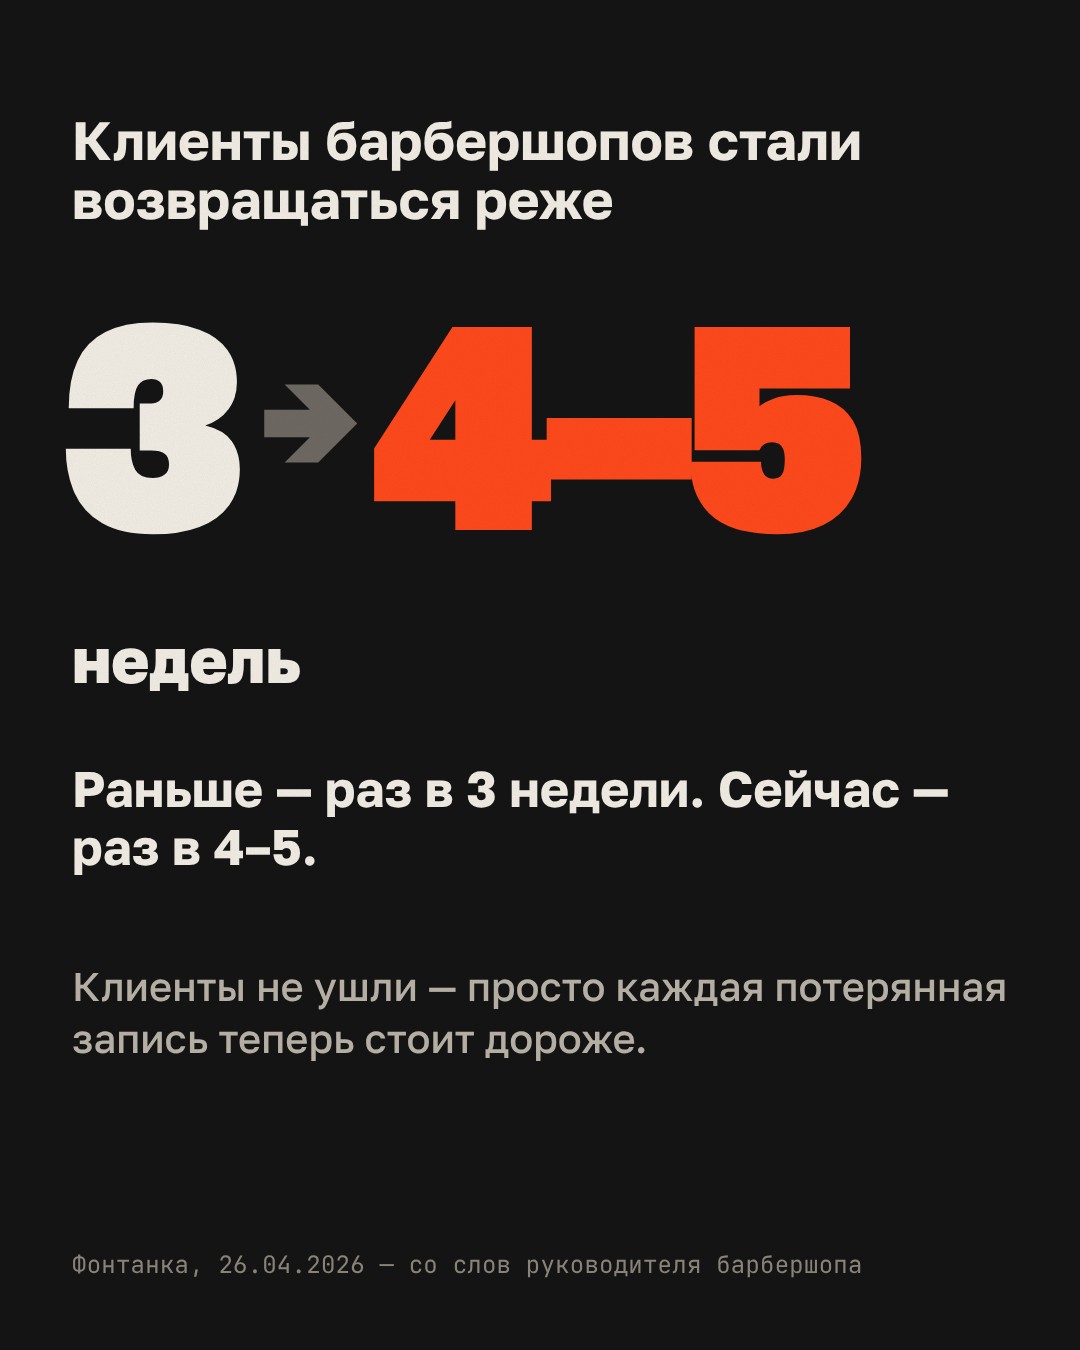 Клиенты барбершопов стали
возвращаться реже
3 → 4–5
недель
Раньше — раз в 3 недели. Сейчас —
раз в 4–5.
Клиенты не ушли — просто каждая потерянная
запись теперь стоит дороже.
Фонтанка, 26.04.2026 — со слов руководителя барбершопа